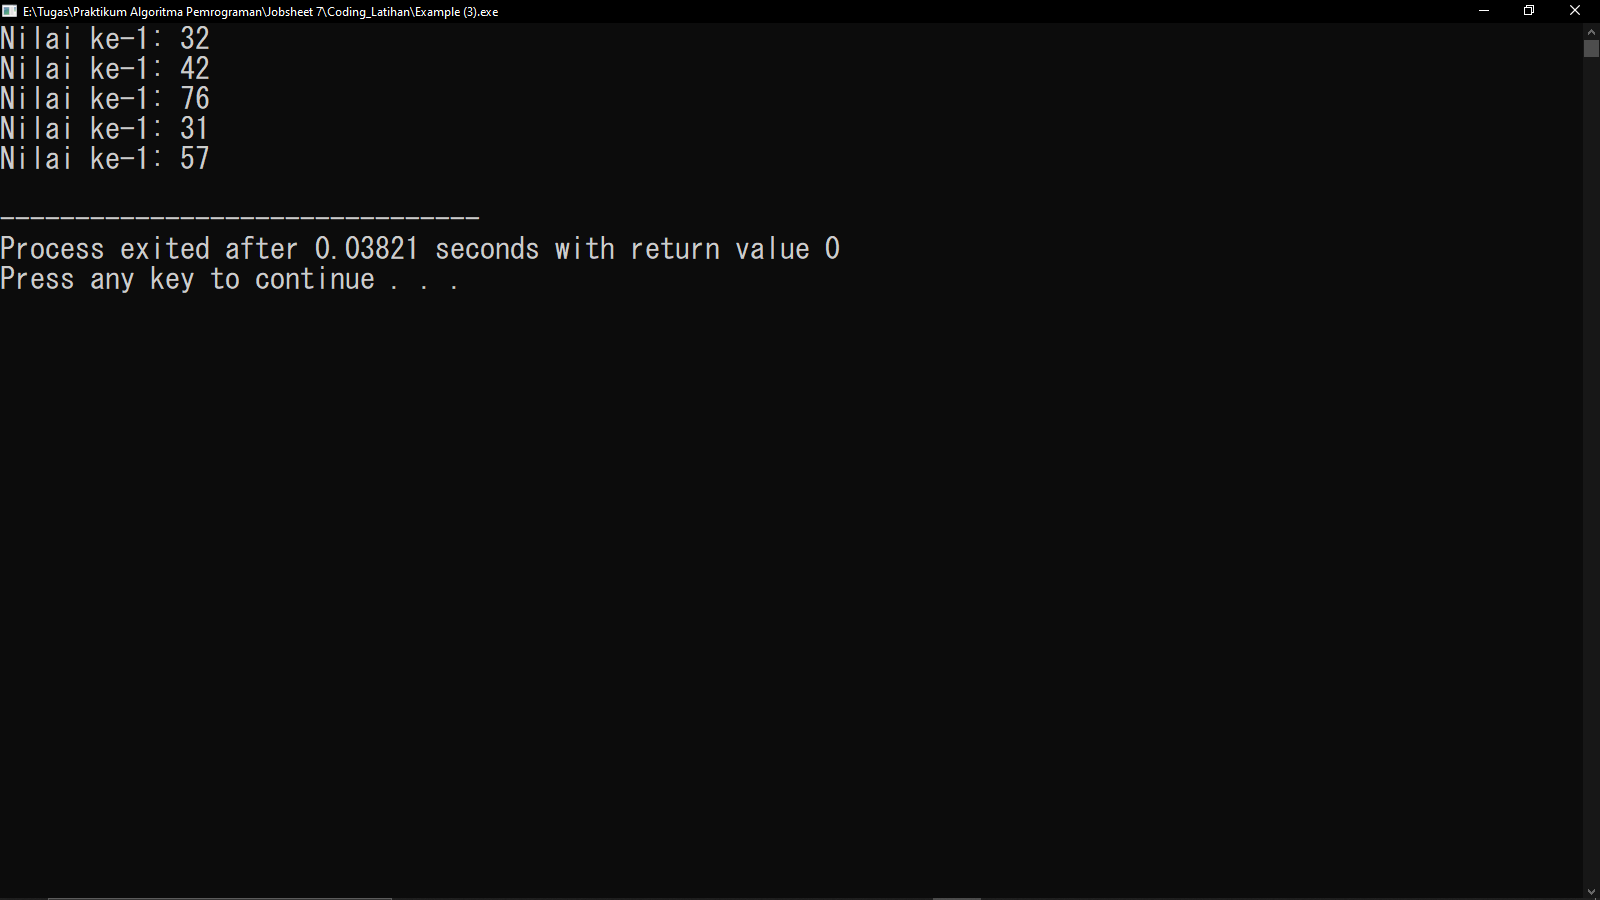 E:\Tugas\Praktikum Algoritma Pemrograman\Jobsheet 7\Coding_Latihan\Example (3).exe
Nilai ke-1: 32
Nilai ke-1: 42
Nilai ke-1: 76
Nilai ke-1: 31
Nilai ke-1: 57
--------------------------------
Process exited after 0.03821 seconds with return value 0
Press any key to continue . . .